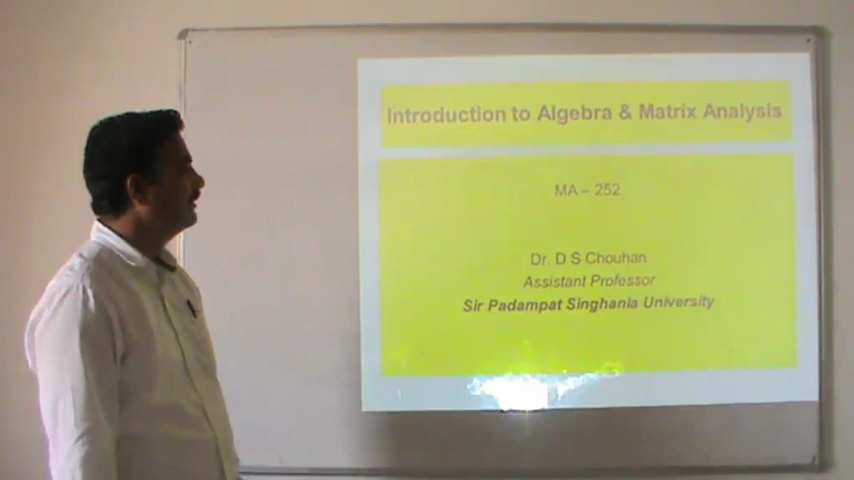 Introduction to Algebra & Matrix Analysis
MA – 252
Dr. D S Chouhan
Assistant Professor
Sir Padampat Singhania University